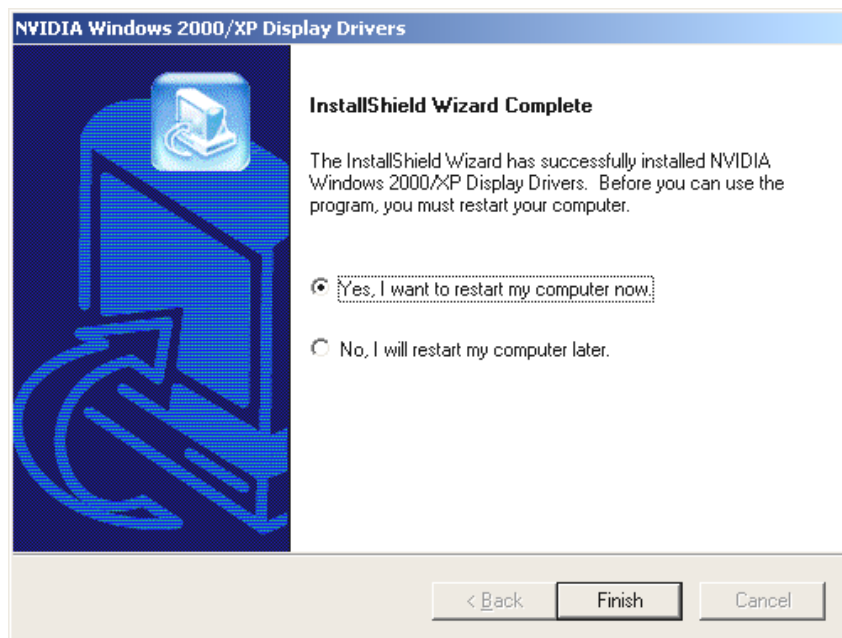 NVIDIA Windows 2000/XP Display Drivers
InstallShield Wizard Complete
The InstallShield Wizard has successfully installed NVIDIA
Windows 2000/XP Display Drivers.  Before you can use the
program, you must restart your computer.
Yes, I want to restart my computer now.
No, I will restart my computer later.
< Back
Finish
Cancel